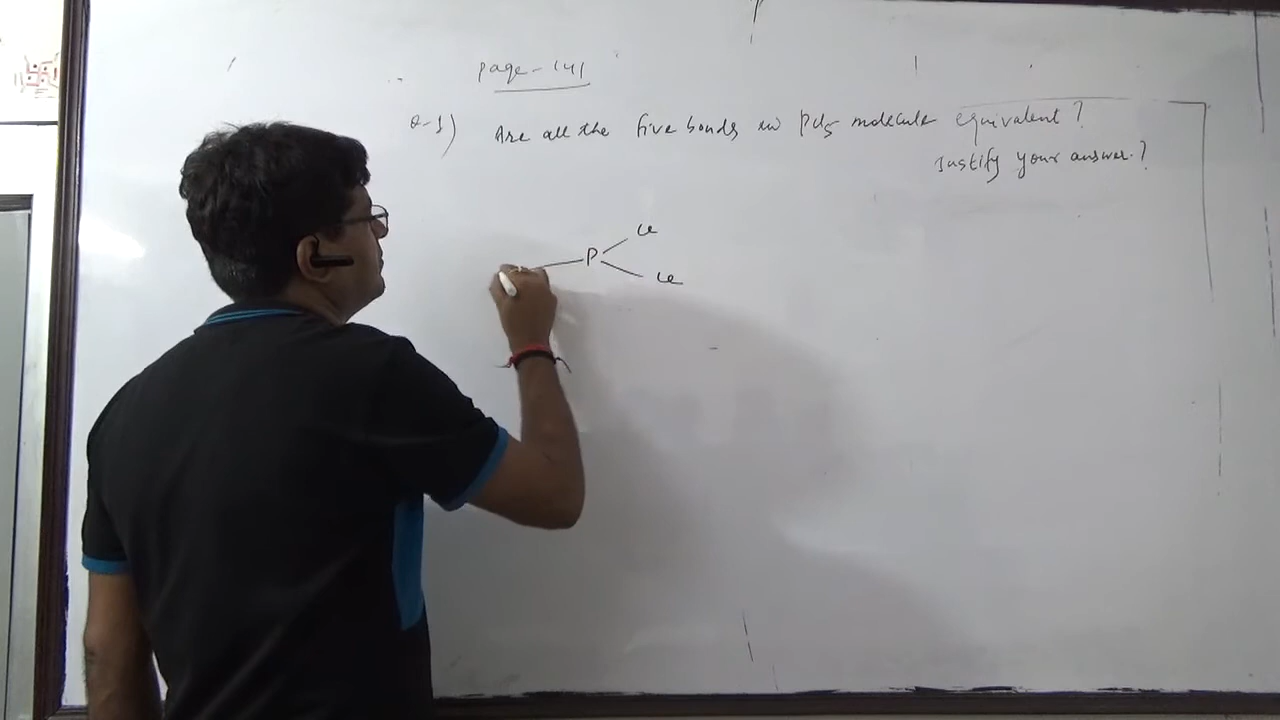 Page-141
Q-1) Are all the five bonds in PCl5 molecule equivalent?
Justify your answer.?
Cl
P
Cl